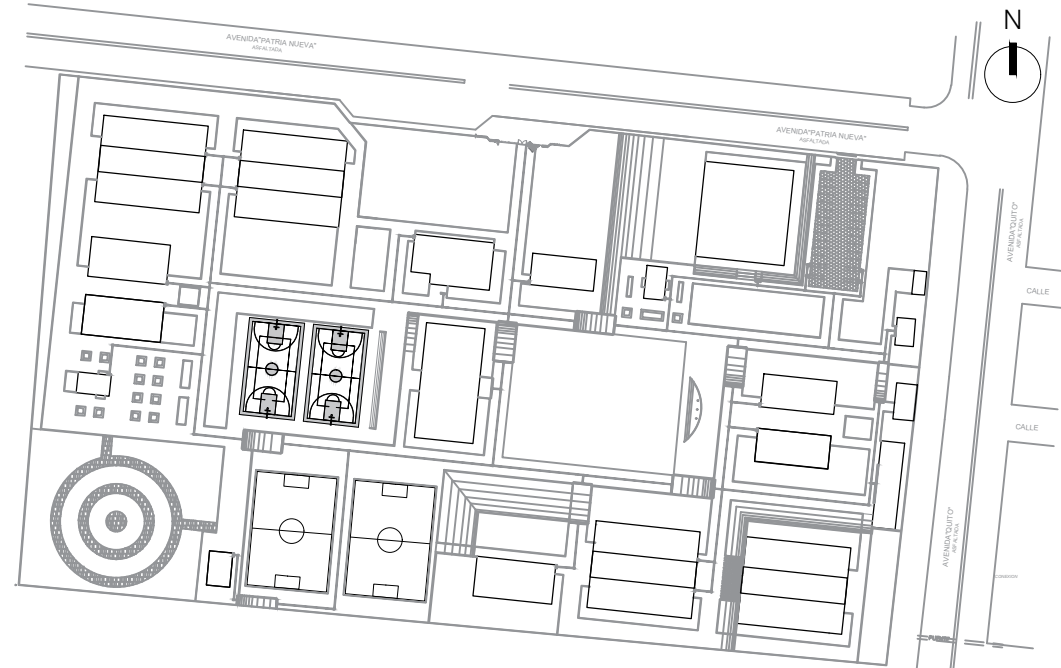 N
AVENIDA"PATRIA NUEVA"
ASFALTADA
AVENIDA"PATRIA NUEVA"
ASFALTADA
AVENIDA"QUITO"
ASFALTADA
CALLE
CALLE
AVENIDA"QUITO"
ASFALTADA